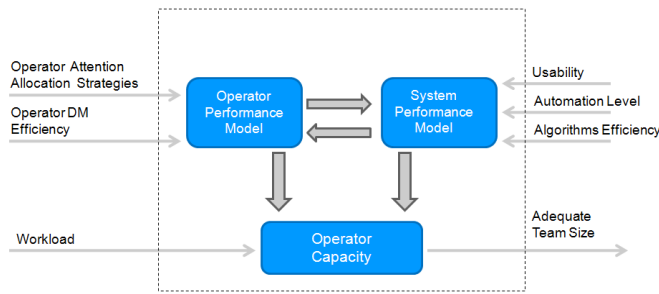 Operator Attention
Allocation Strategies
Operator DM
Efficiency
Operator
Performance
Model
System
Performance
Model
Usability
Automation Level
Algorithms Efficiency
Workload
Operator
Capacity
Adequate
Team Size